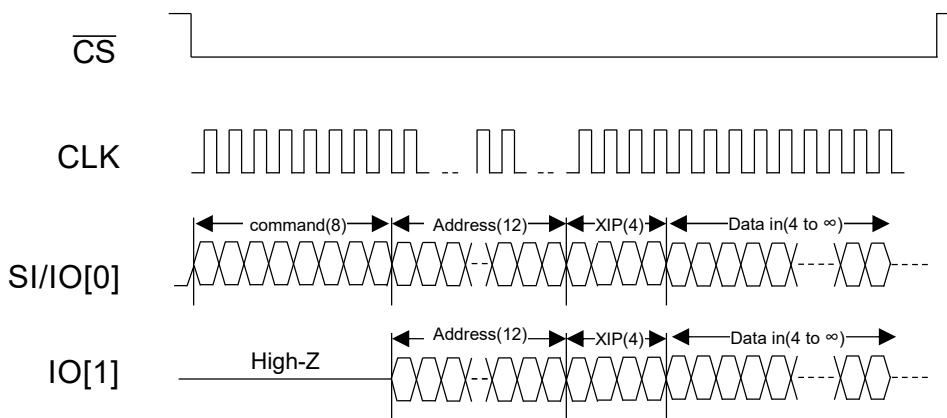 CS
CLK
command(8) Address(12) XIP(4) Data in(4 to ∞)
SI/IO[0]
Address(12) XIP(4) Data in(4 to ∞)
High-Z
IO[1]